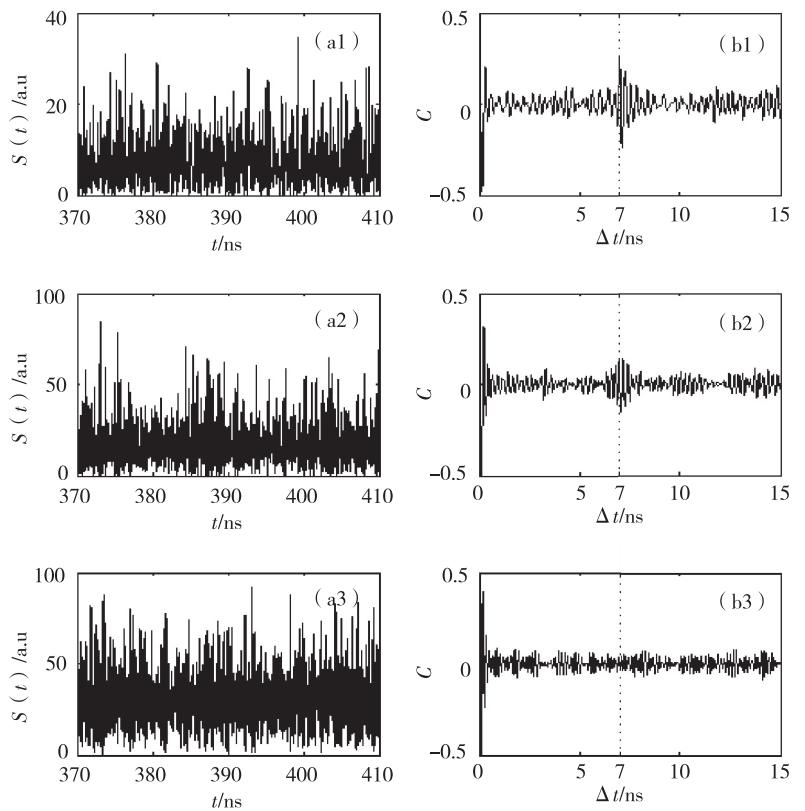 40
20
0
S（t）/a.u
（a1）
370 380 390 400 410
t/ns
0.5
0
−0.5
C
（b1）
0 5 7 10 15
Δt/ns
100
50
0
S（t）/a.u
（a2）
370 380 390 400 410
t/ns
0.5
0
−0.5
C
（b2）
0 5 7 10 15
Δt/ns
100
50
0
S（t）/a.u
（a3）
370 380 390 400 410
t/ns
0.5
0
−0.5
C
（b3）
0 5 7 10 15
Δt/ns